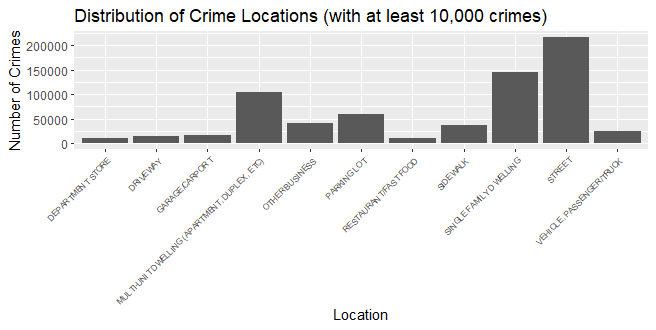 Distribution of Crime Locations (with at least 10,000 crimes)
Number of Crimes
200000
150000
100000
50000
0
DEPARTMENT STORE
DRIVEWAY
GARAGE/CARPORT
MULTI-UNIT DWELLING (APARTMENT, DUPLEX, ETC)
OTHER BUSINESS
PARKING LOT
RESTAURANT/FAST FOOD
SIDEWALK
SINGLE FAMILY DWELLING
STREET
VEHICLE, PASSENGER/TRUCK
Location